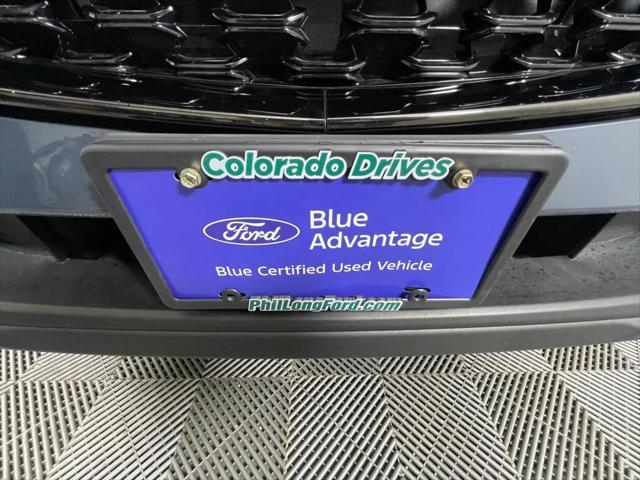 Colorado Drives
Ford
Blue
Advantage
Blue Certified Used Vehicle
PhilLongFord.com